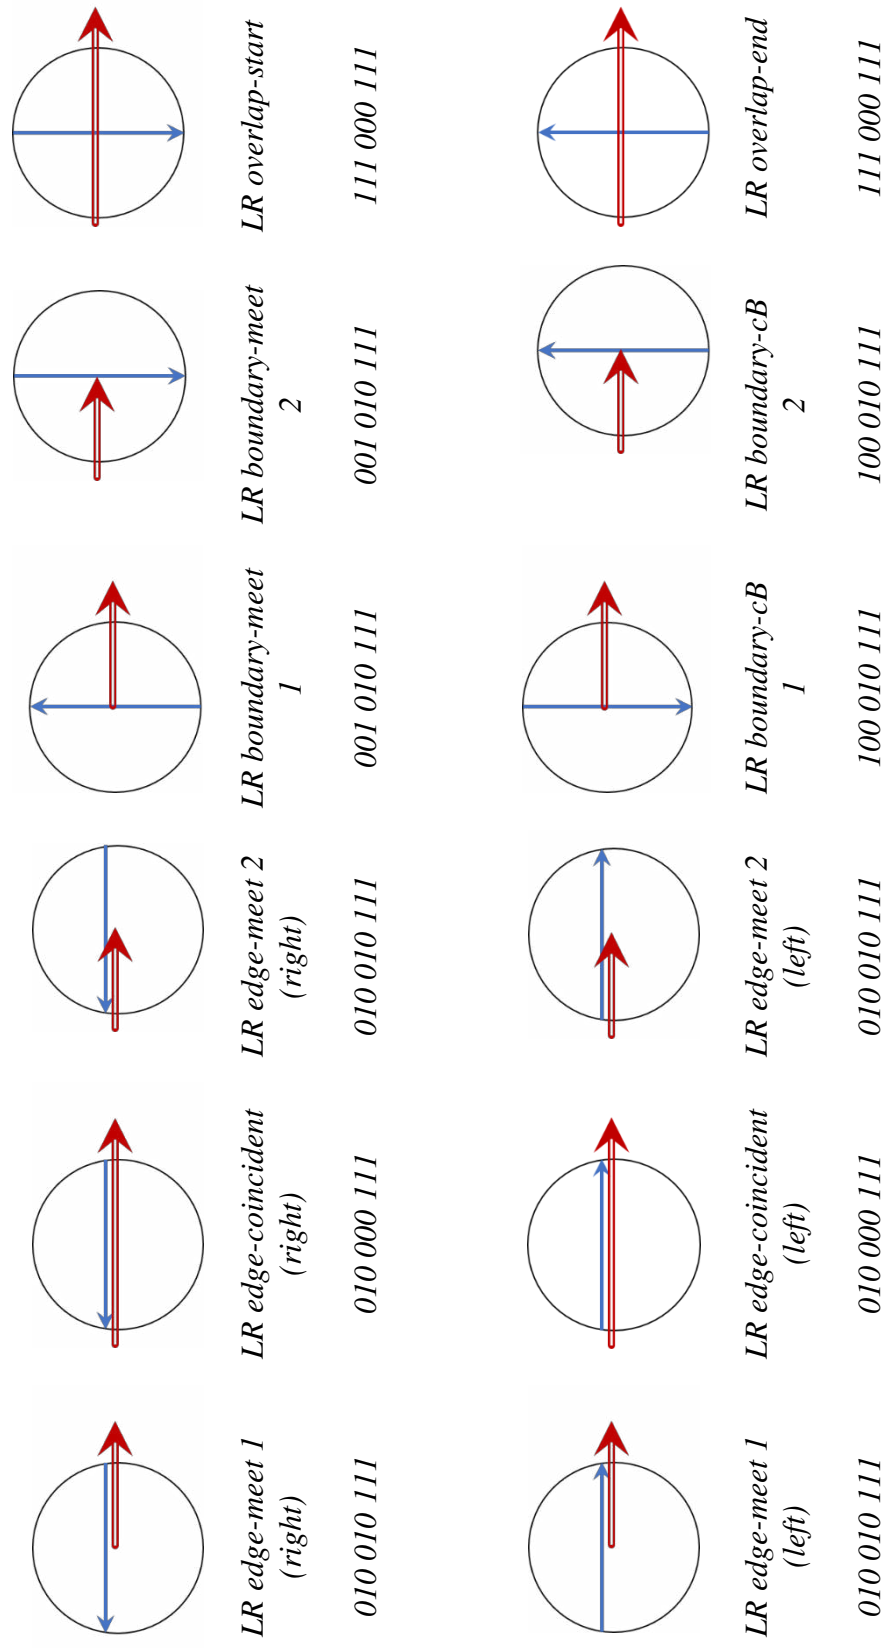 LR edge-meet 1
(right)
010 010 111
LR edge-coincident
(right)
010 000 111
LR edge-meet 2
(right)
010 010 111
LR boundary-meet
1
001 010 111
LR boundary-meet
2
001 010 111
LR overlap-start
111 000 111
LR edge-meet 1
(left)
010 010 111
LR edge-coincident
(left)
010 000 111
LR edge-meet 2
(left)
010 010 111
LR boundary-cB
1
100 010 111
LR boundary-cB
2
100 010 111
LR overlap-end
111 000 111